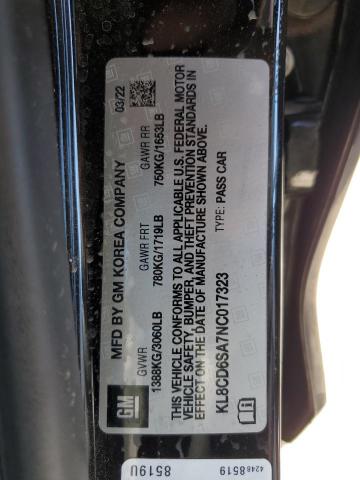 MFD BY GM KOREA COMPANY 03/22
GVWR GAWR FRT GAWR RR
1388KG/3060LB 780KG/1719LB 750KG/1653LB
THIS VEHICLE CONFORMS TO ALL APPLICABLE U.S. FEDERAL MOTOR
VEHICLE SAFETY, BUMPER, AND THEFT PREVENTION STANDARDS IN
EFFECT ON THE DATE OF MANUFACTURE SHOWN ABOVE.
KL8CD6SA7NC017323 TYPE: PASS CAR
GM
4248 8519
8519U